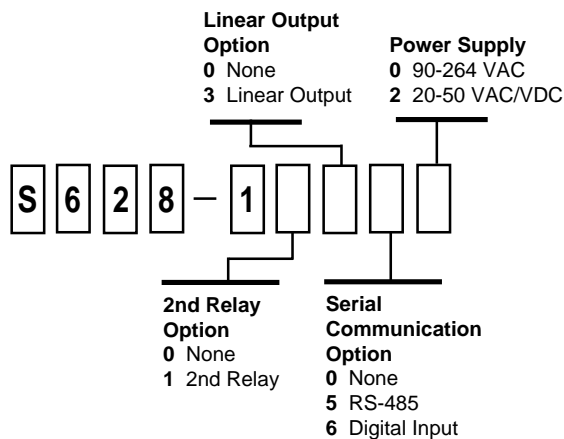 Linear Output
Option
0 None
3 Linear Output
Power Supply
0 90-264 VAC
2 20-50 VAC/VDC
S 6 2 8 – 1
2nd Relay
Option
0 None
1 2nd Relay
Serial
Communication
Option
0 None
5 RS-485
6 Digital Input